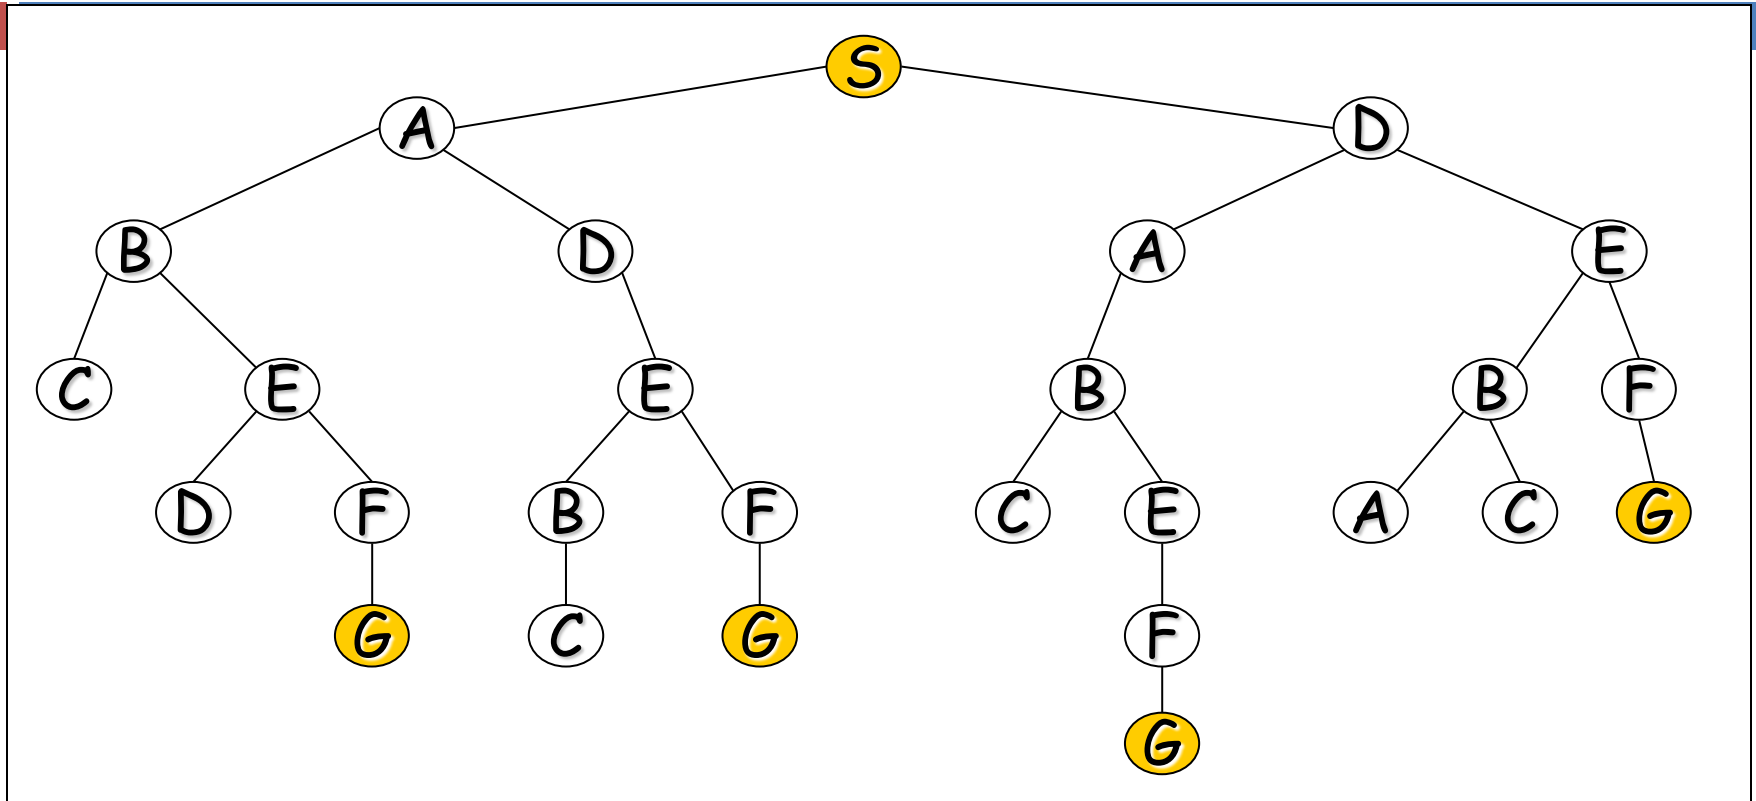 S
A D
B D A E
C E E B B F
D F B F C E A C G
G C G F
G